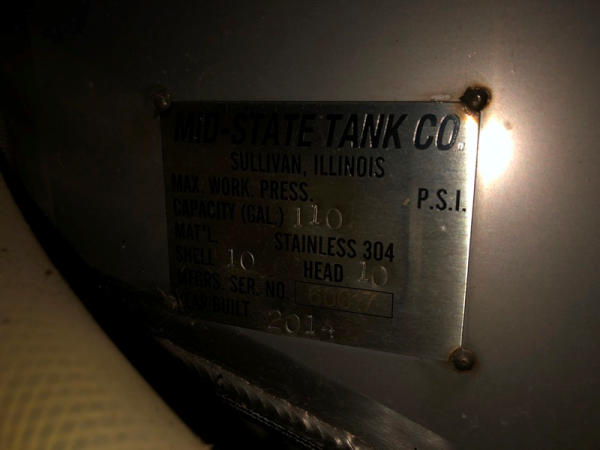 MID-STATE TANK CO.
SULLIVAN, ILLINOIS
MAX. WORK. PRESS. P.S.I.
CAPACITY (GAL.) 110
MAT'L. STAINLESS 304
SHELL 10 HEAD 10
MFRRS. SER. NO.
YEAR BUILT 2014